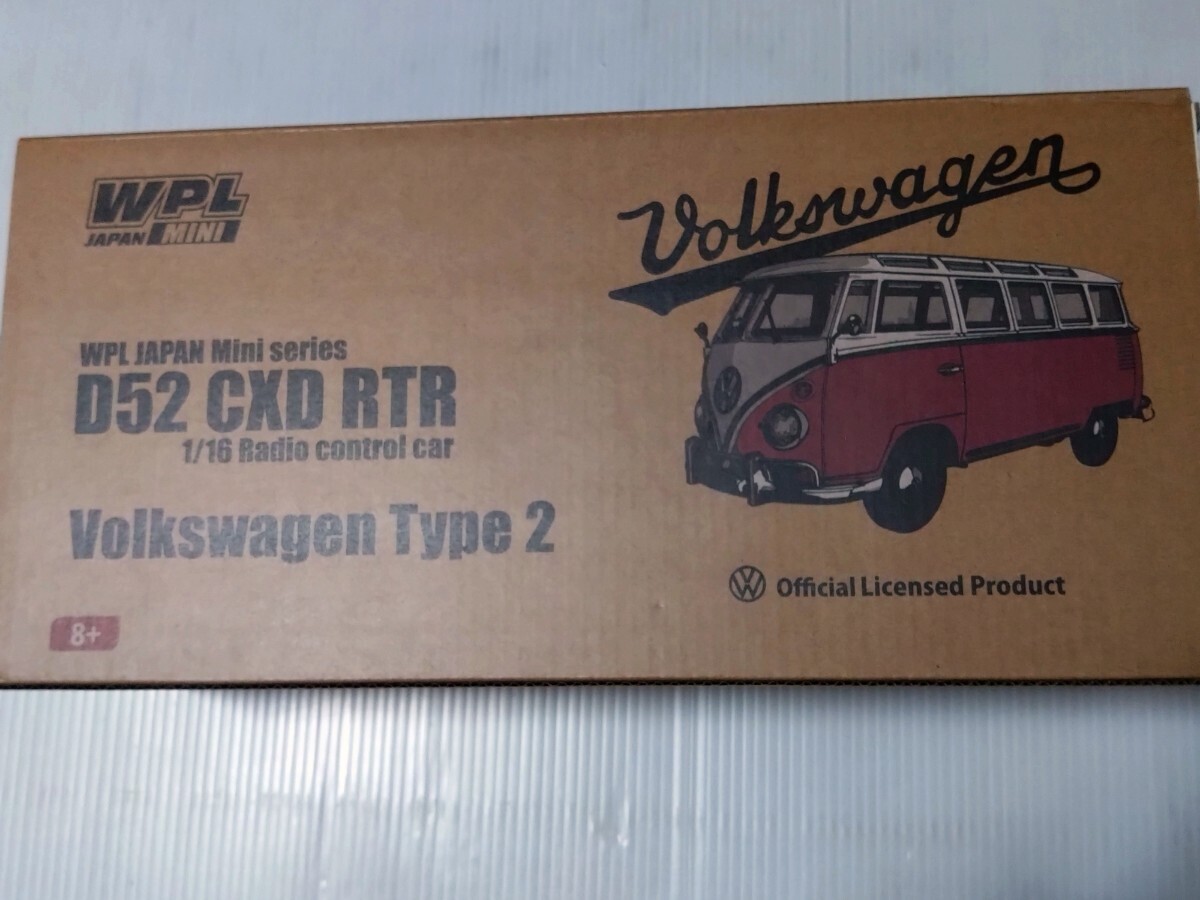 WPL
JAPAN MINI
Volkswagen
WPL JAPAN Mini series
D52 CXD RTR
1/16 Radio control car
Volkswagen Type 2
Official Licensed Product
8+